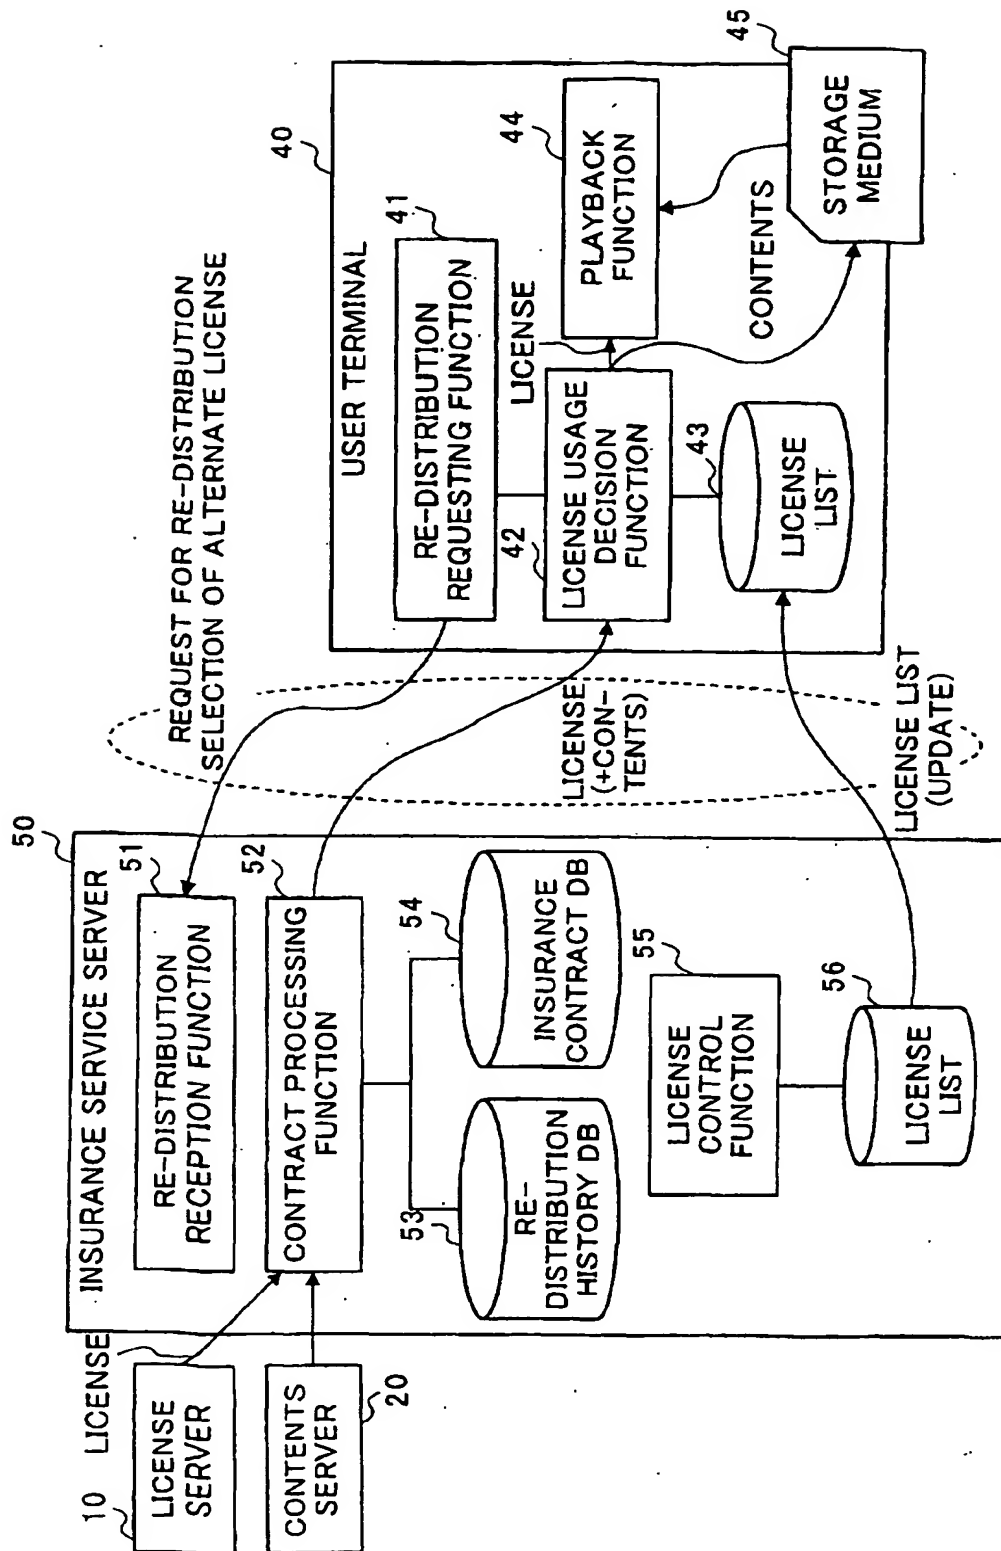 10
LICENSE
SERVER
LICENSE
CONTENTS
SERVER
20
50
INSURANCE SERVICE SERVER
51
RE-DISTRIBUTION
RECEPTION FUNCTION
52
CONTRACT PROCESSING
FUNCTION
53
RE-
DISTRIBUTION
HISTORY DB
54
INSURANCE
CONTRACT DB
55
LICENSE
CONTROL
FUNCTION
56
LICENSE
LIST
REQUEST FOR RE-DISTRIBUTION
SELECTION OF ALTERNATE LICENSE
LICENSE
(+CON-
TENTS)
LICENSE LIST
(UPDATE)
40
USER TERMINAL
41
RE-DISTRIBUTION
REQUESTING FUNCTION
42
LICENSE USAGE
DECISION
FUNCTION
LICENSE
43
LICENSE
LIST
44
PLAYBACK
FUNCTION
CONTENTS
45
STORAGE
MEDIUM